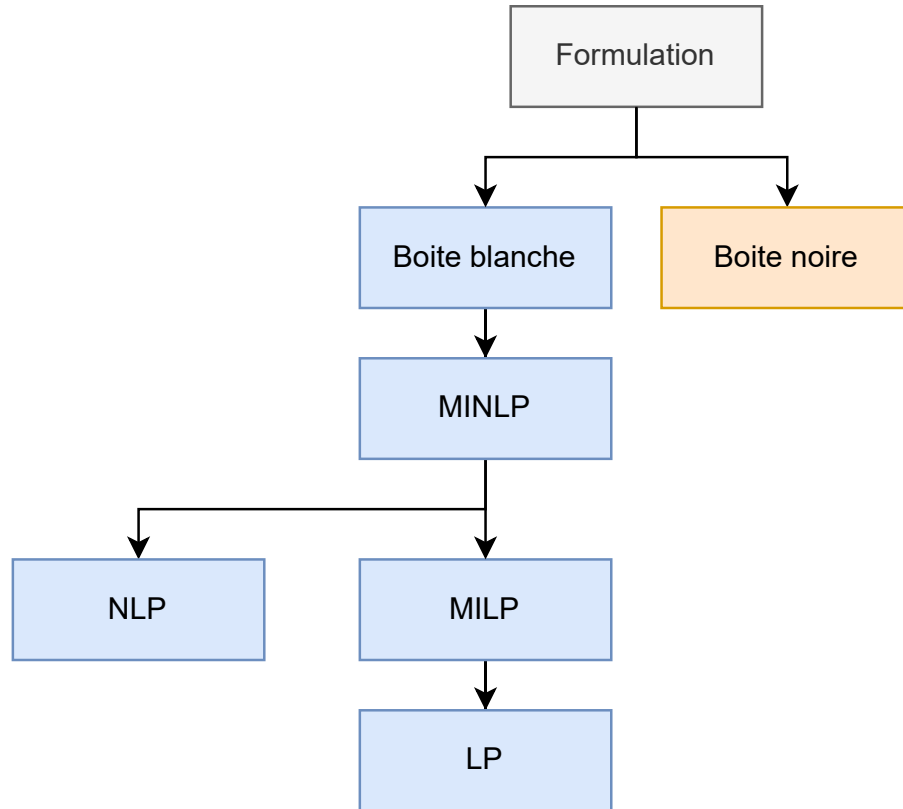 Formulation
Boite blanche
Boite noire
MINLP
NLP
MILP
LP